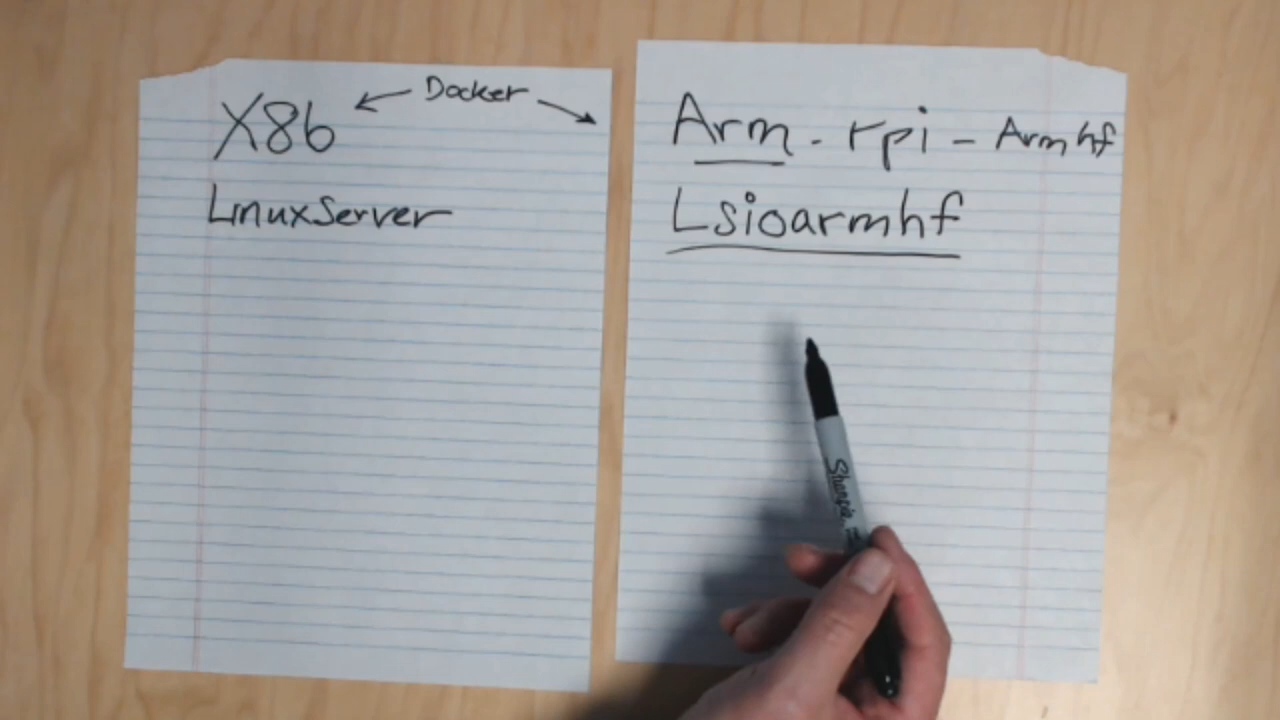 X86 ← Docker →
LinuxServer
Arm - rpi - Armhf
Lsioarmhf
Sharpie